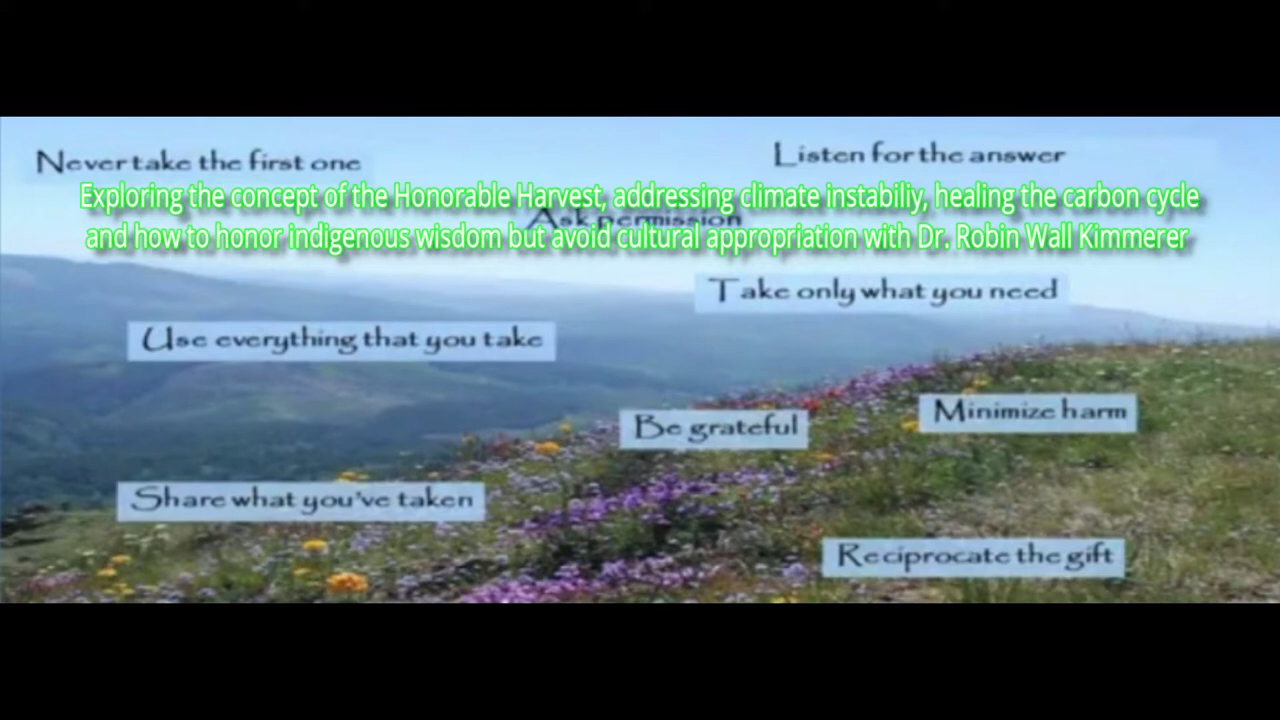 Never take the first one
Listen for the answer
Exploring the concept of the Honorable Harvest, addressing climate instabiliy, healing the carbon cycle
Ask permission
and how to honor indigenous wisdom but avoid cultural appropriation with Dr. Robin Wall Kimmerer
Take only what you need
Use everything that you take
Be grateful
Minimize harm
Share what you've taken
Reciprocate the gift